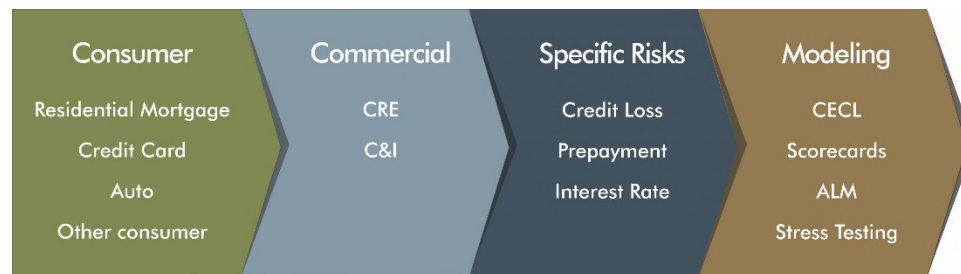 Consumer
Residential Mortgage
Credit Card
Auto
Other consumer
Commercial
CRE
C&I
Specific Risks
Credit Loss
Prepayment
Interest Rate
Modeling
CECL
Scorecards
ALM
Stress Testing